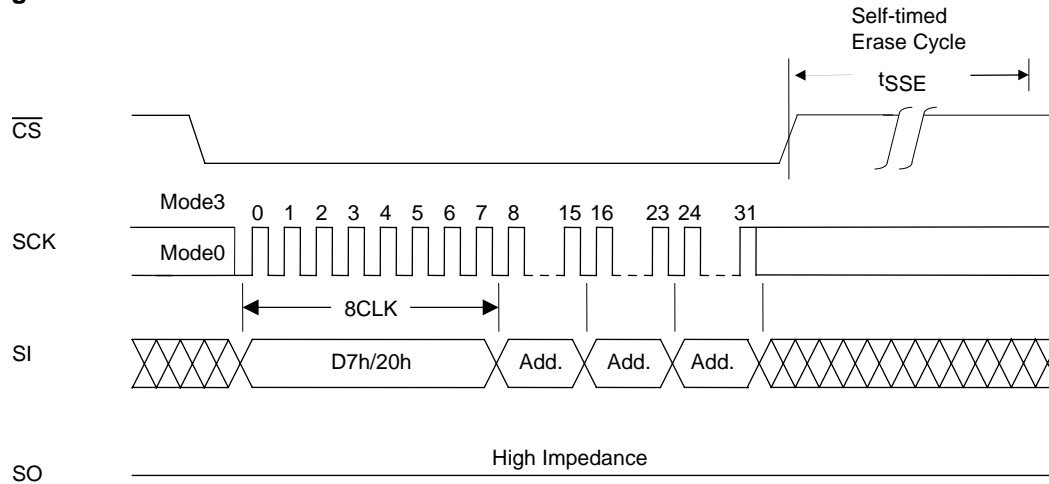 Self-timed
Erase Cycle
tSSE
CS
Mode3
0 1 2 3 4 5 6 7 8 15 16 23 24 31
SCK
Mode0
8CLK
SI
D7h/20h Add. Add. Add.
High Impedance
SO